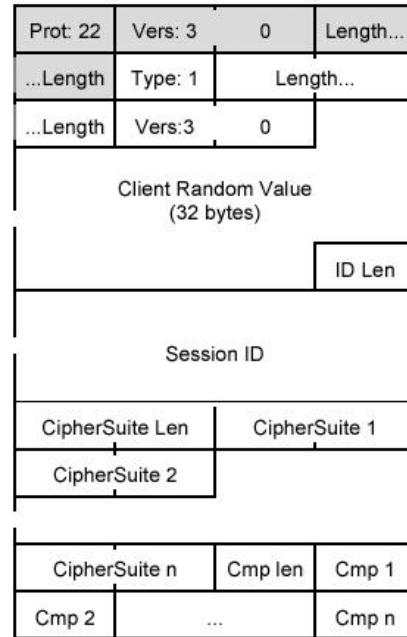 Prot: 22 Vers: 3 0 Length...
...Length Type: 1 Length...
...Length Vers:3 0
Client Random Value
(32 bytes)
ID Len
Session ID
CipherSuite Len CipherSuite 1
CipherSuite 2
CipherSuite n Cmp len Cmp 1
Cmp 2 ... Cmp n